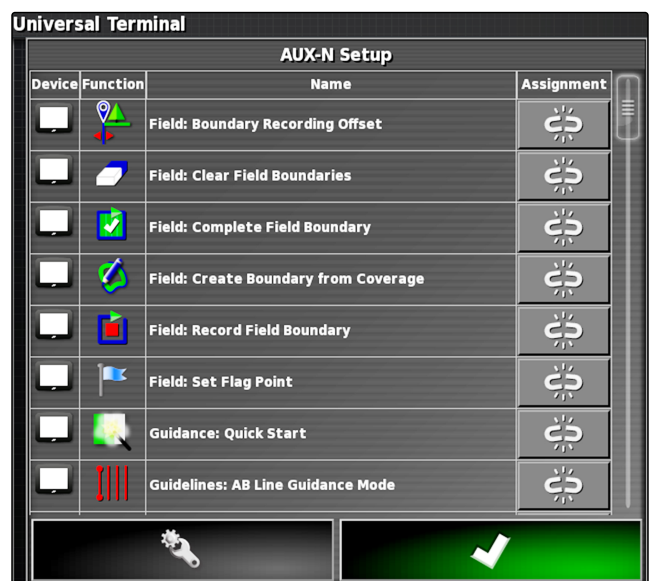 Universal Terminal
AUX-N Setup
Device Function Name Assignment
Field: Boundary Recording Offset
Field: Clear Field Boundaries
Field: Complete Field Boundary
Field: Create Boundary from Coverage
Field: Record Field Boundary
Field: Set Flag Point
Guidance: Quick Start
Guidelines: AB Line Guidance Mode